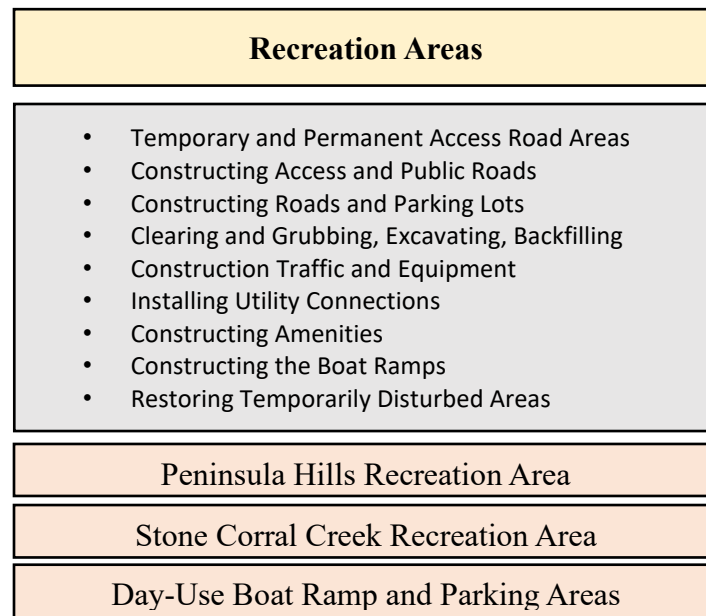 Recreation Areas
• Temporary and Permanent Access Road Areas
• Constructing Access and Public Roads
• Constructing Roads and Parking Lots
• Clearing and Grubbing, Excavating, Backfilling
• Construction Traffic and Equipment
• Installing Utility Connections
• Constructing Amenities
• Constructing the Boat Ramps
• Restoring Temporarily Disturbed Areas
Peninsula Hills Recreation Area
Stone Corral Creek Recreation Area
Day-Use Boat Ramp and Parking Areas